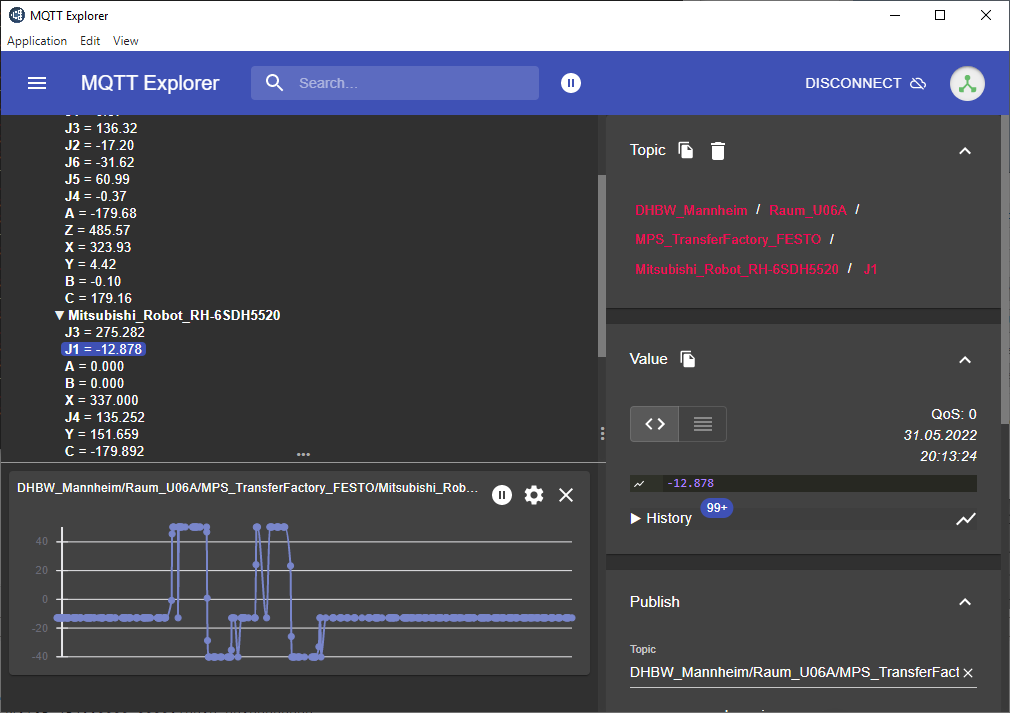 MQTT Explorer
Application Edit View
MQTT Explorer
Search...
DISCONNECT
J3 = 136.32
J2 = -17.20
J6 = -31.62
J5 = 60.99
J4 = -0.37
A = -179.68
Z = 485.57
X = 323.93
Y = 4.42
B = -0.10
C = 179.16
▼ Mitsubishi_Robot_RH-6SDH5520
J3 = 275.282
J1 = -12.878
A = 0.000
B = 0.000
X = 337.000
J4 = 135.252
Y = 151.659
C = -179.892
DHBW_Mannheim/Raum_U06A/MPS_TransferFactory_FESTO/Mitsubishi_Rob...
40
20
0
-20
-40
Topic
DHBW_Mannheim / Raum_U06A /
MPS_TransferFactory_FESTO /
Mitsubishi_Robot_RH-6SDH5520 / J1
Value
QoS: 0
31.05.2022
20:13:24
-12.878
▶ History 99+
Publish
Topic
DHBW_Mannheim/Raum_U06A/MPS_TransferFact